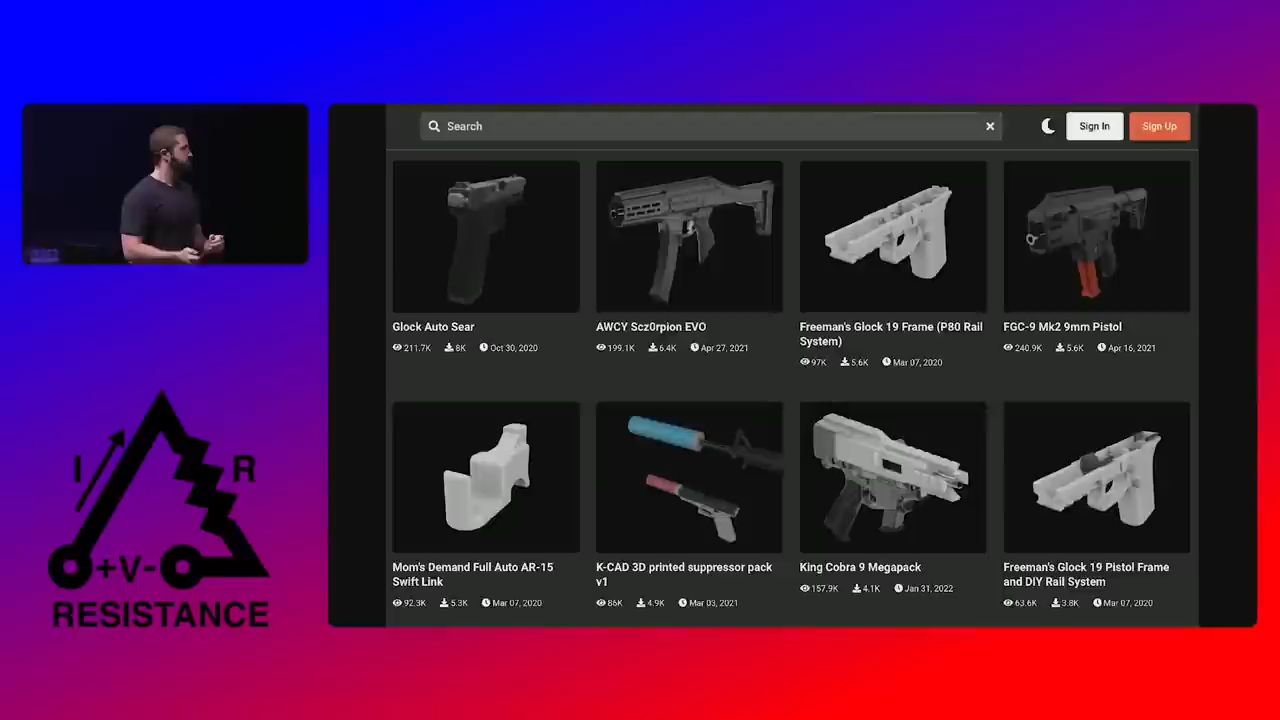 Search
Sign In
Sign Up
Glock Auto Sear
211.7K 8K Oct 30, 2020
AWCY Scz0rpion EVO
199.1K 6.4K Apr 27, 2021
Freeman's Glock 19 Frame (P80 Rail
System)
97K 5.6K Mar 07, 2020
FGC-9 Mk2 9mm Pistol
240.9K 5.6K Apr 16, 2021
Mom's Demand Full Auto AR-15
Swift Link
92.3K 5.3K Mar 07, 2020
K-CAD 3D printed suppressor pack
v1
86K 4.9K Mar 03, 2021
King Cobra 9 Megapack
157.9K 4.1K Jan 31, 2022
Freeman's Glock 19 Pistol Frame
and DIY Rail System
63.6K 3.8K Mar 07, 2020
I R
+V-
RESISTANCE